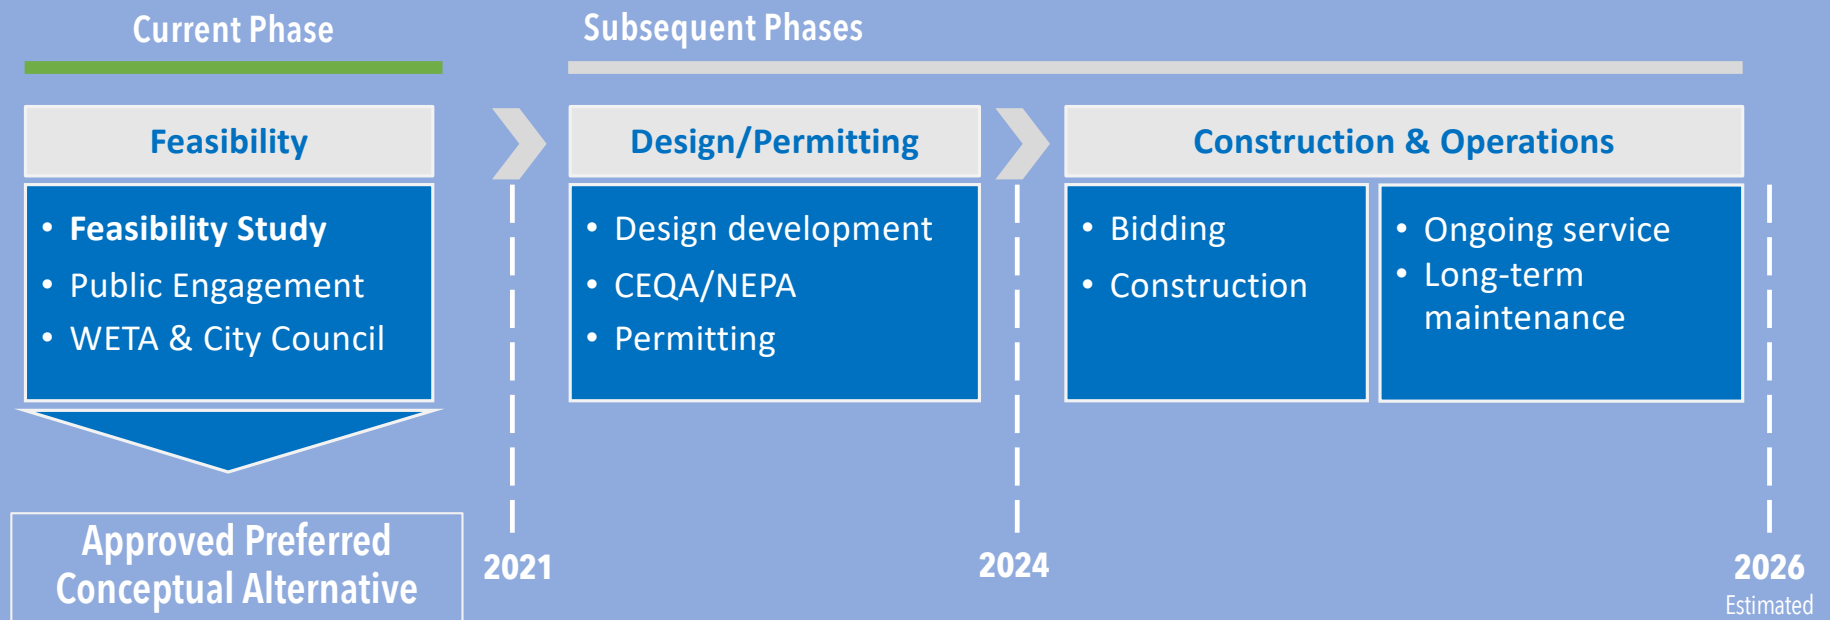 Current Phase
Subsequent Phases
Feasibility
• Feasibility Study
• Public Engagement
• WETA & City Council
Approved Preferred
Conceptual Alternative
2021
Design/Permitting
• Design development
• CEQA/NEPA
• Permitting
2024
Construction & Operations
• Bidding
• Construction
• Ongoing service
• Long-term
maintenance
2026
Estimated